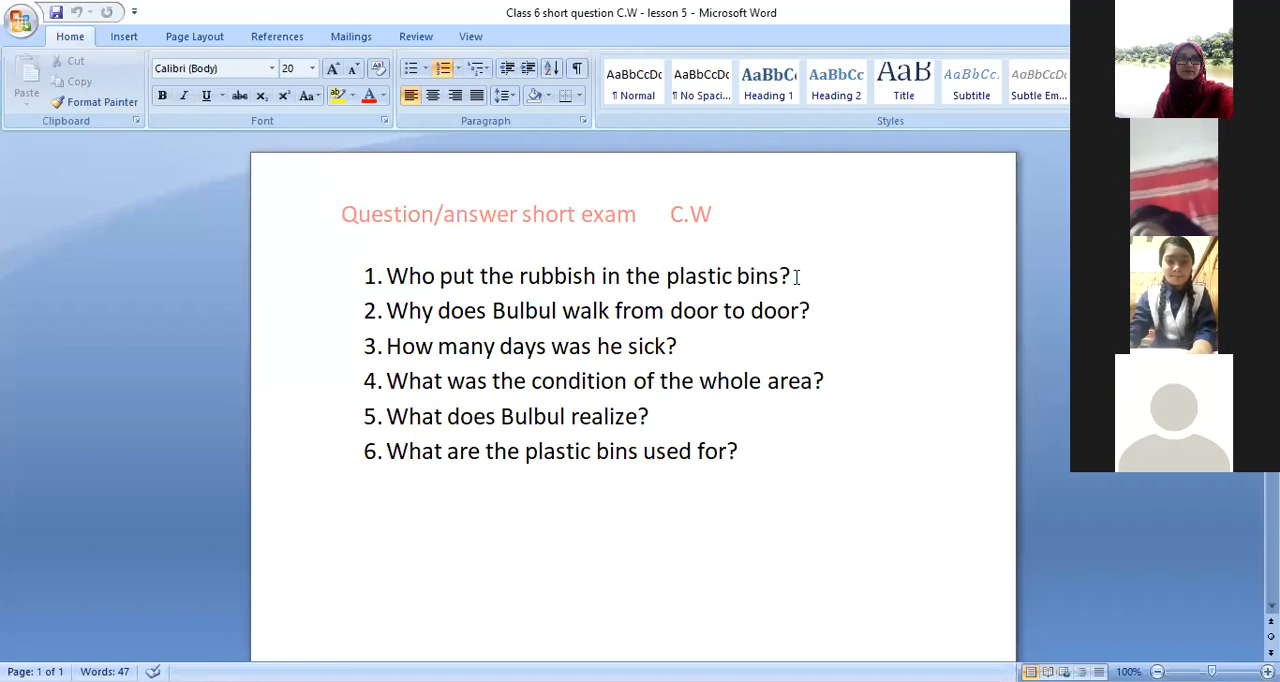 Class 6 short question C.W - lesson 5 - Microsoft Word
Home Insert Page Layout References Mailings Review View
Cut
Copy
Paste
Format Painter
Calibri (Body) 20
AaBbCcDc AaBbCcDc AaBbC( AaBbCc AaB AaBbCc. AaBbCcDc
¶ Normal ¶ No Spaci... Heading 1 Heading 2 Title Subtitle Subtle Em...
Clipboard Font Paragraph Styles
Question/answer short exam C.W
1. Who put the rubbish in the plastic bins?
2. Why does Bulbul walk from door to door?
3. How many days was he sick?
4. What was the condition of the whole area?
5. What does Bulbul realize?
6. What are the plastic bins used for?
Page: 1 of 1 Words: 47 100%